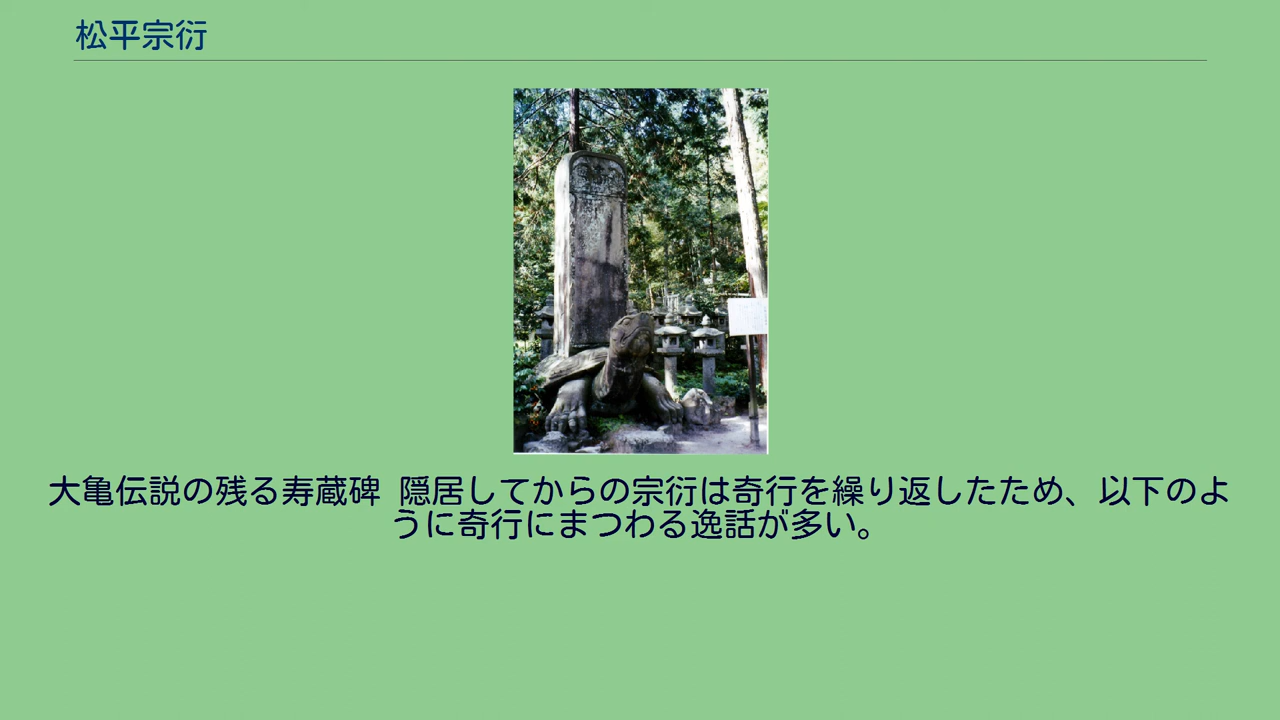 松平宗衍
大亀伝説の残る寿蔵碑 隠居してからの宗衍は奇行を繰り返したため、以下のよ
うに奇行にまつわる逸話が多い。